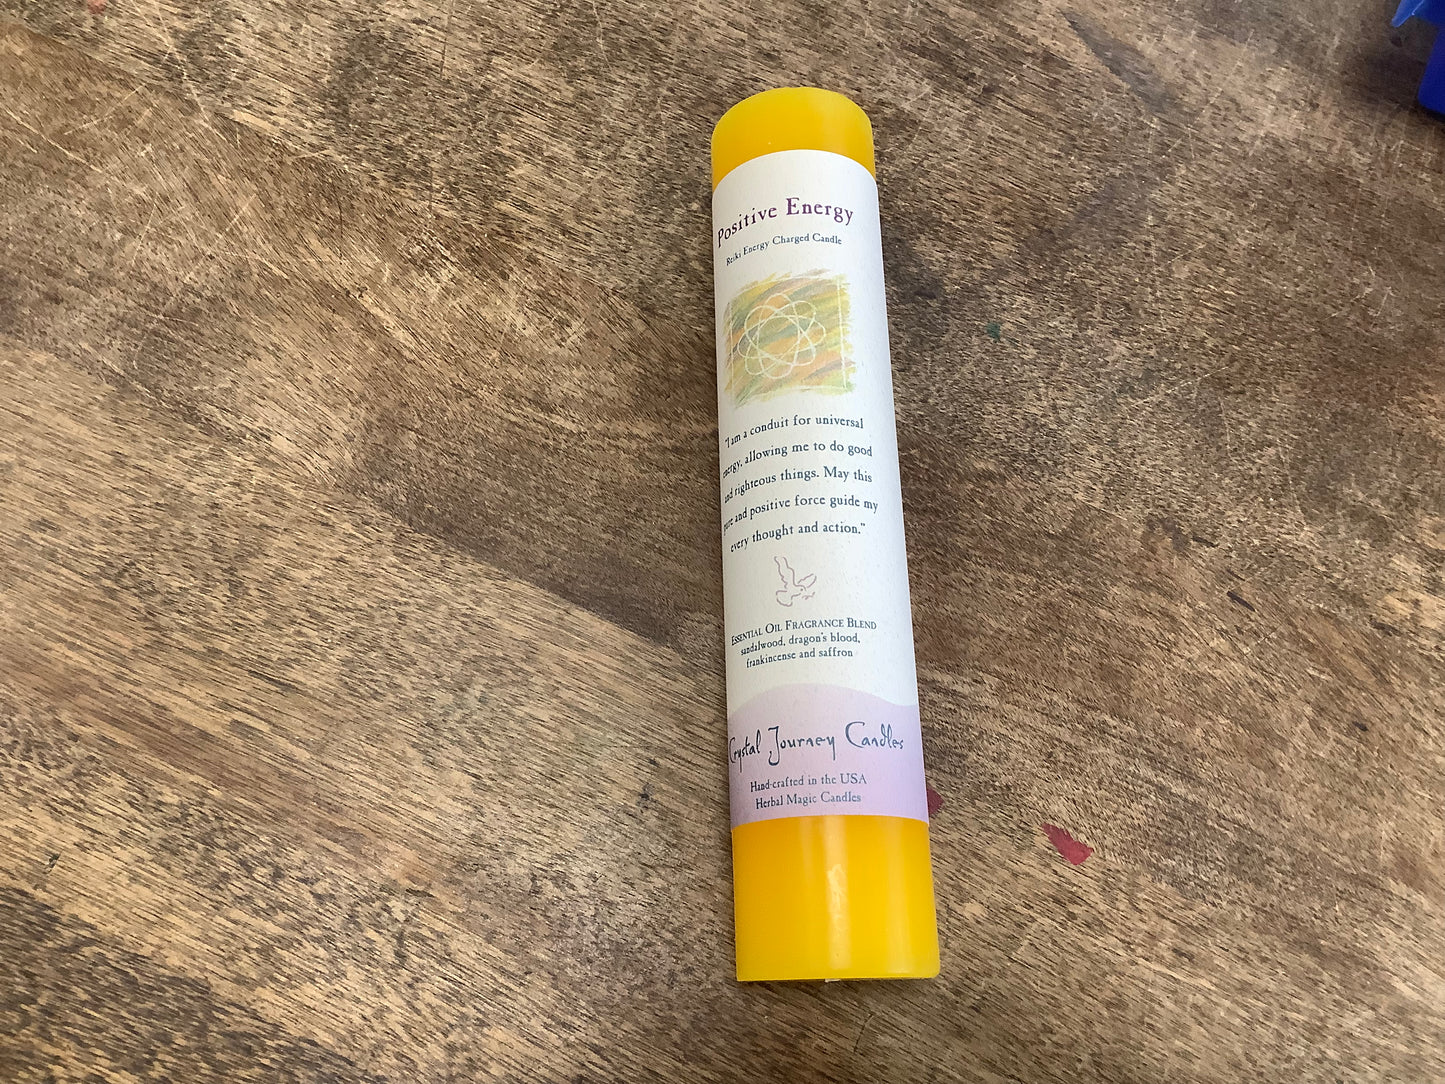 Positive Energy
Reiki Energy Charged Candle
"I am a conduit for universal
energy, allowing me to do good
and righteous things. May this
pure and positive force guide my
every thought and action."
Essential Oil Fragrance Blend
sandalwood, dragon's blood,
frankincense and saffron
Crystal Journey Candles
Hand-crafted in the USA
Herbal Magic Candles